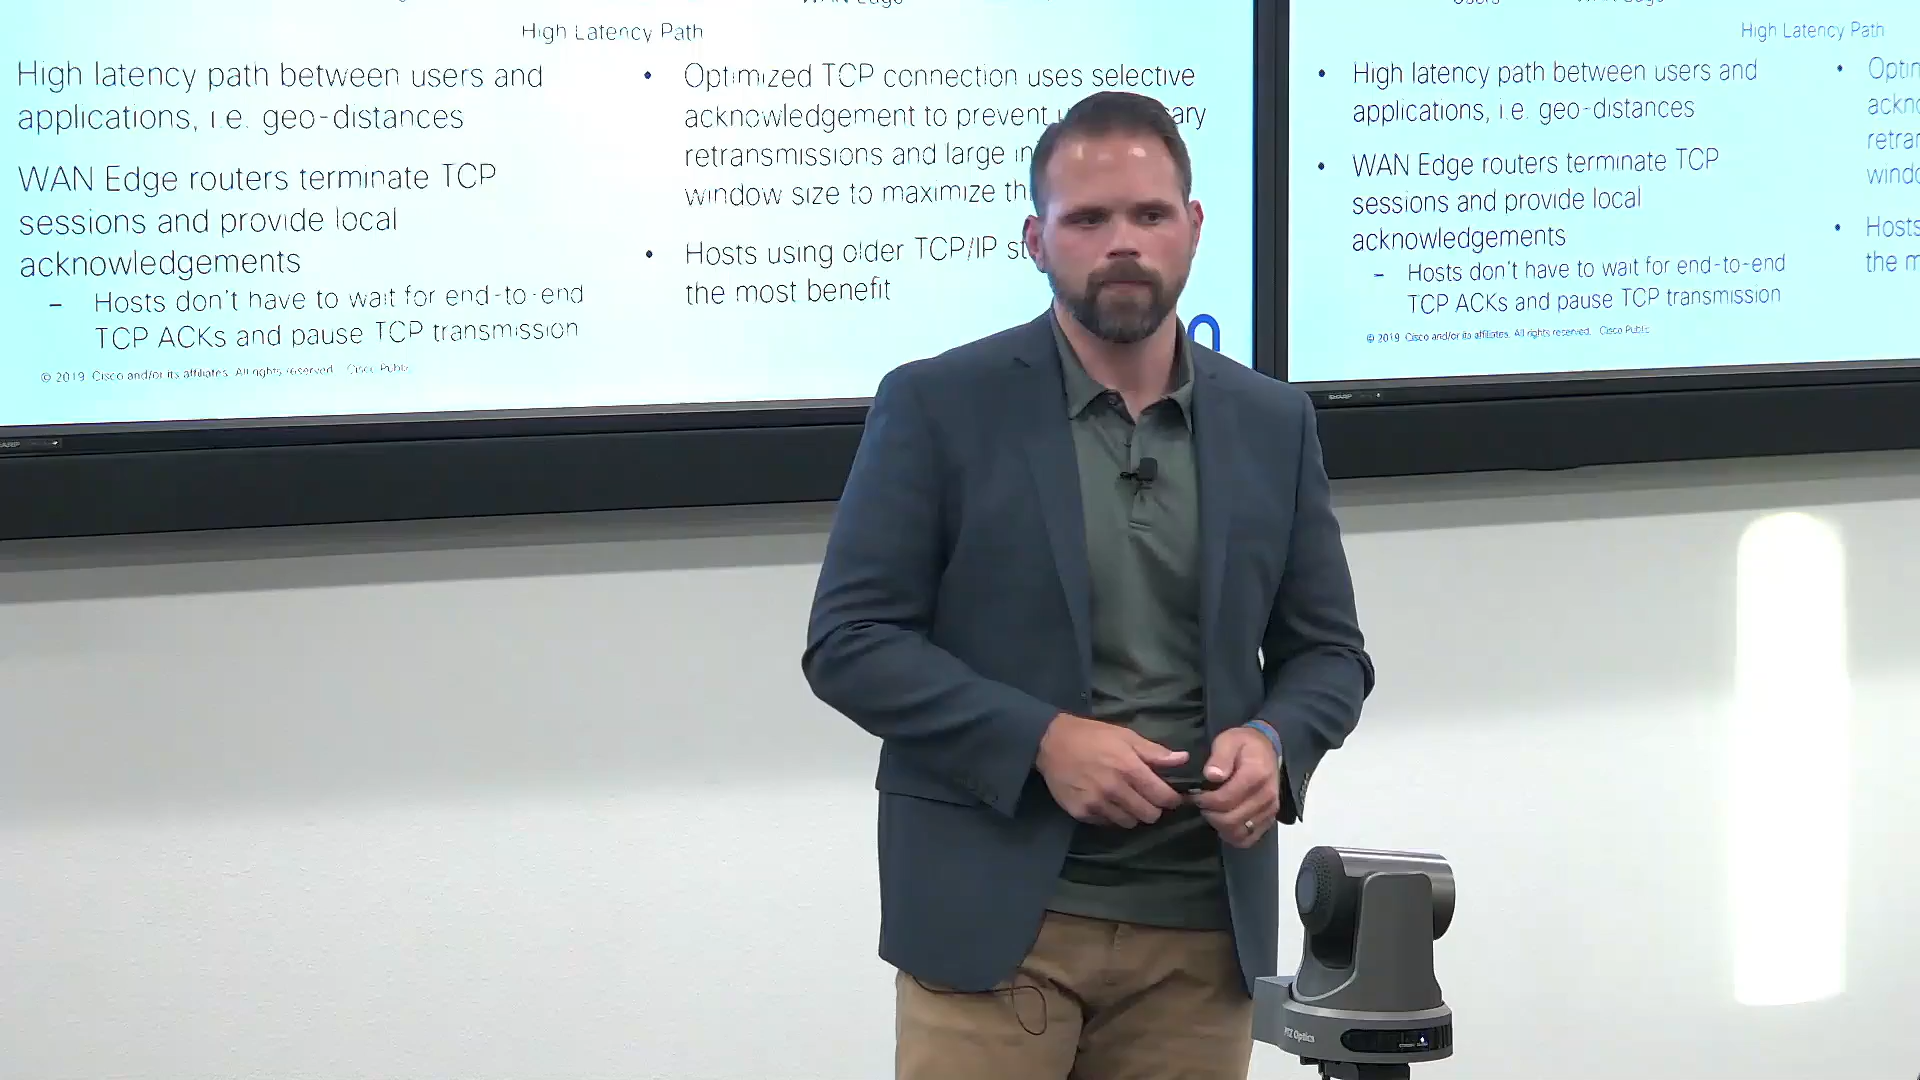 High Latency Path
High latency path between users and
applications, i.e. geo-distances
WAN Edge routers terminate TCP
sessions and provide local
acknowledgements
– Hosts don't have to wait for end-to-end
TCP ACKs and pause TCP transmission
© 2019 Cisco and/or its affiliates. All rights reserved. Cisco Public
• Optimized TCP connection uses selective
acknowledgement to prevent
retransmissions and large
window size to maximize
• Hosts using older TCP/IP
the most benefit
High Latency Path
• High latency path between users and
applications, i.e. geo-distances
• WAN Edge routers terminate TCP
sessions and provide local
acknowledgements
– Hosts don't have to wait for end-to-end
TCP ACKs and pause TCP transmission
© 2019 Cisco and/or its affiliates. All rights reserved. Cisco Public
• Hosts
the
SHARP
PTZ Optics